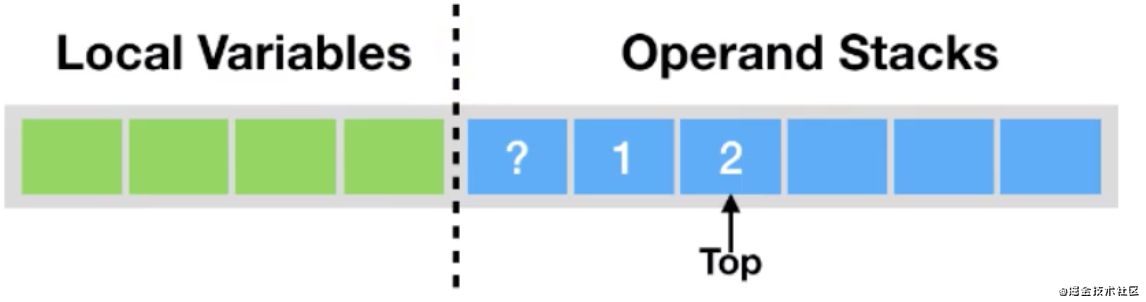 Local Variables
Operand Stacks
? 1 2
Top
@掘金技术社区